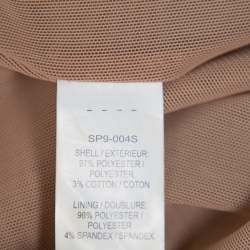 - - - -
SP9-004S
SHELL / EXTERIEUR:
97% POLYESTER /
POLYESTER
3% COTTON / COTON
LINING / DOUBLURE:
96% POLYESTER /
POLYESTER
4% SPANDEX / SPANDEX